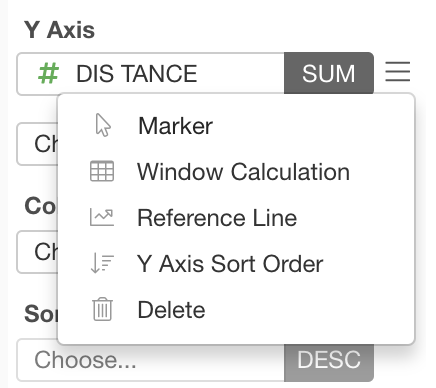 Y Axis
# DIS TANCE SUM
Ch
Marker
Window Calculation
Co
Reference Line
Ch
Y Axis Sort Order
So
Delete
Choose... DESC